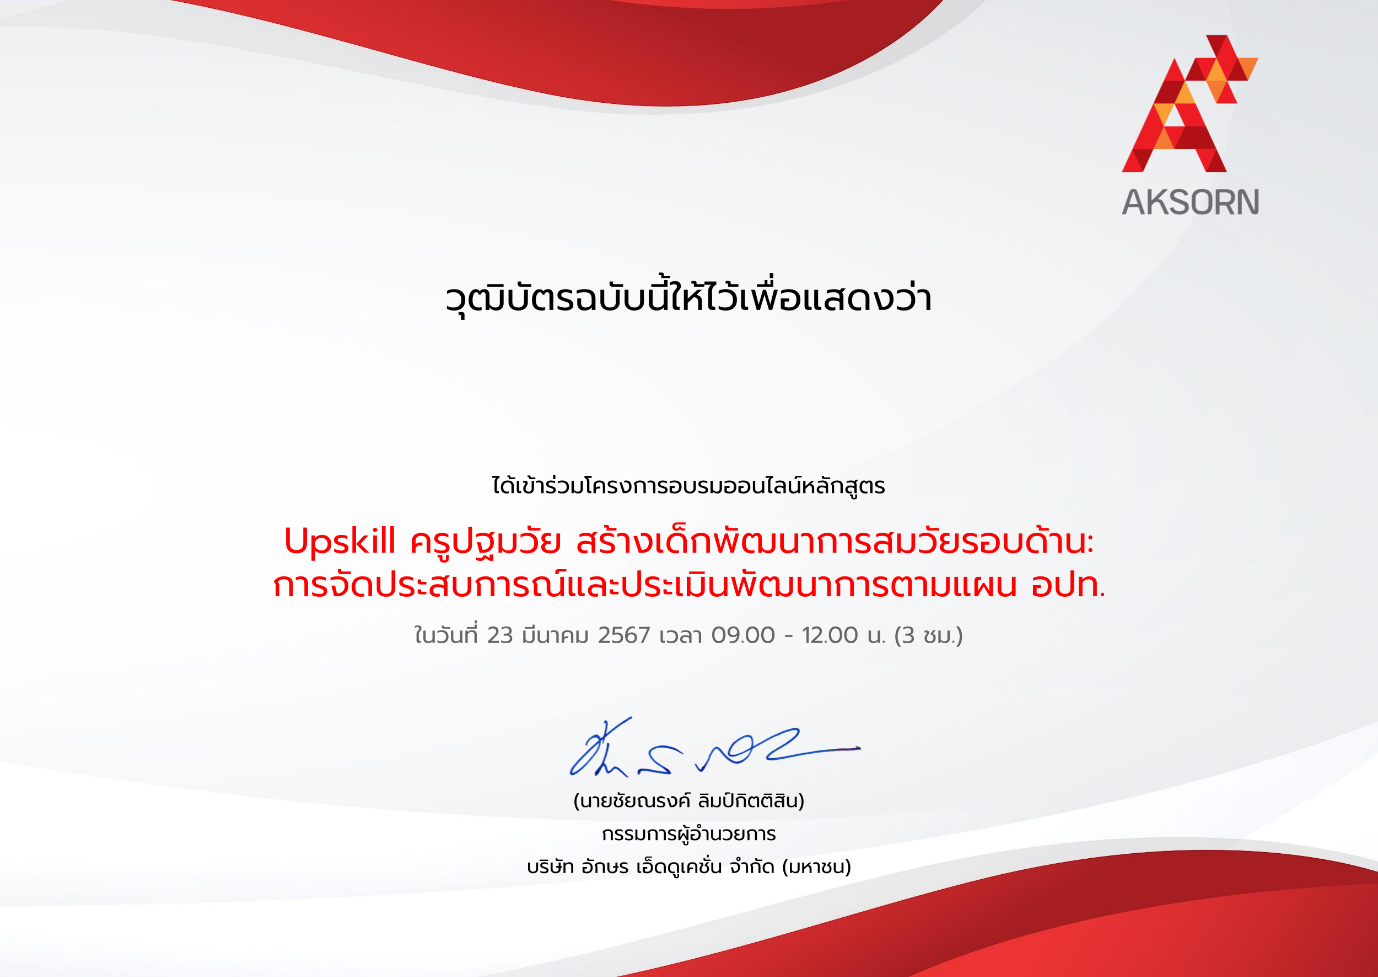 AKSORN
วุฒิบัตรฉบับนี้ให้ไว้เพื่อแสดงว่า
ได้เข้าร่วมโครงการอบรมออนไลน์หลักสูตร
Upskill ครูปฐมวัย สร้างเด็กพัฒนาการสมวัยรอบด้าน:
การจัดประสบการณ์และประเมินพัฒนาการตามแผน อปท.
ในวันที่ 23 มีนาคม 2567 เวลา 09.00 - 12.00 น. (3 ชม.)
(นายชัยณรงค์ ลิมป์กิตติสิน)
กรรมการผู้อำนวยการ
บริษัท อักษร เอ็ดดูเคชั่น จำกัด (มหาชน)